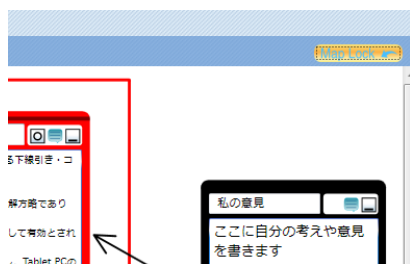 Map Lock
る下線引き・コ
解方略であり
して有効とされ
Tablet PCの
私の意見
ここに自分の考えや意見
を書きます